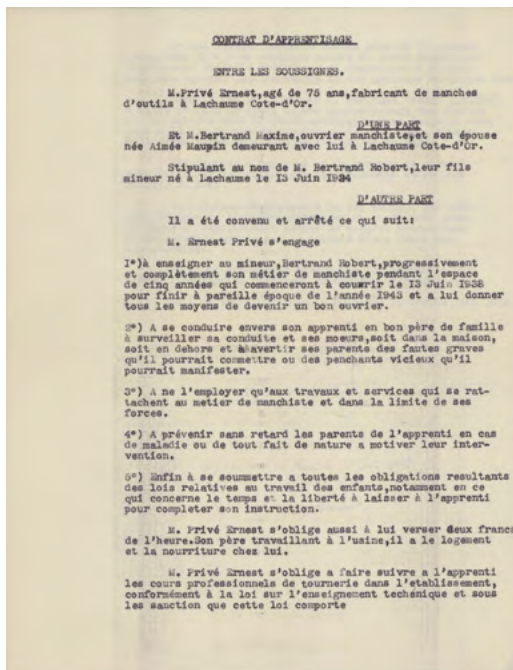 CONTRAT D'APPRENTISAGE
ENTRE LES SOUSSIGNES.
M.Privé Ernest,agé de 75 ans,fabricant de manches
d'outils à Lachaume Cote-d'Or.
D'UNE PART
Et M.Bertrand Maxime,ouvrier manchiste,et son épouse
née Aimée Maupin demeurant avec lui à Lachaume Cote-d'Or.
Stipulant au nom de M. Bertrand Robert,leur fils
mineur né à Lachaume le I3 Juin I924
D'AUTRE PART
Il a été convenu et arrêté ce qui suit:
M. Ernest Privé s'engage
I°)à enseigner au mineur,Bertrand Robert,progressivement
et complètement son métier de manchiste pendant l'espace
de cinq années qui commenceront à courrir le I3 Juin I938
pour finir à pareille époque de l'année I943 et a lui donner
tous les moyens de devenir un bon ouvrier.
2°) A se conduire envers son apprenti en bon père de famille
à surveiller sa conduite et ses moeurs,soit dans la maison,
soit en dehors et à avertir ses parents des fautes graves
qu'il pourrait commettre ou des penchants vicieux qu'il
pourrait manifester.
3°) A ne l'employer qu'aux travaux et services qui se rat-
tachent au metier de manchiste et dans la limite de ses
forces.
4°) A prévenir sans retard les parents de l'apprenti en cas
de maladie ou de tout fait de nature a motiver leur inter-
vention.
5°) Enfin à se soummettre a toutes les obligations resultants
des lois relatives au travail des enfants,notamment en ce
qui concerne le temps et la liberté à laisser à l'apprenti
pour completer son instruction.
M. Privé Ernest s'oblige aussi à lui verser deux francs
de l'heure.Son père travaillant à l'usine,il a le logement
et la nourriture chez lui.
M. Privé Ernest s'oblige a faire suivre a l'apprenti
les cours professionnels de tournerie dans l'etablissement,
conformément à la loi sur l'enseignement techénique et sous
les sanction que cette loi comporte